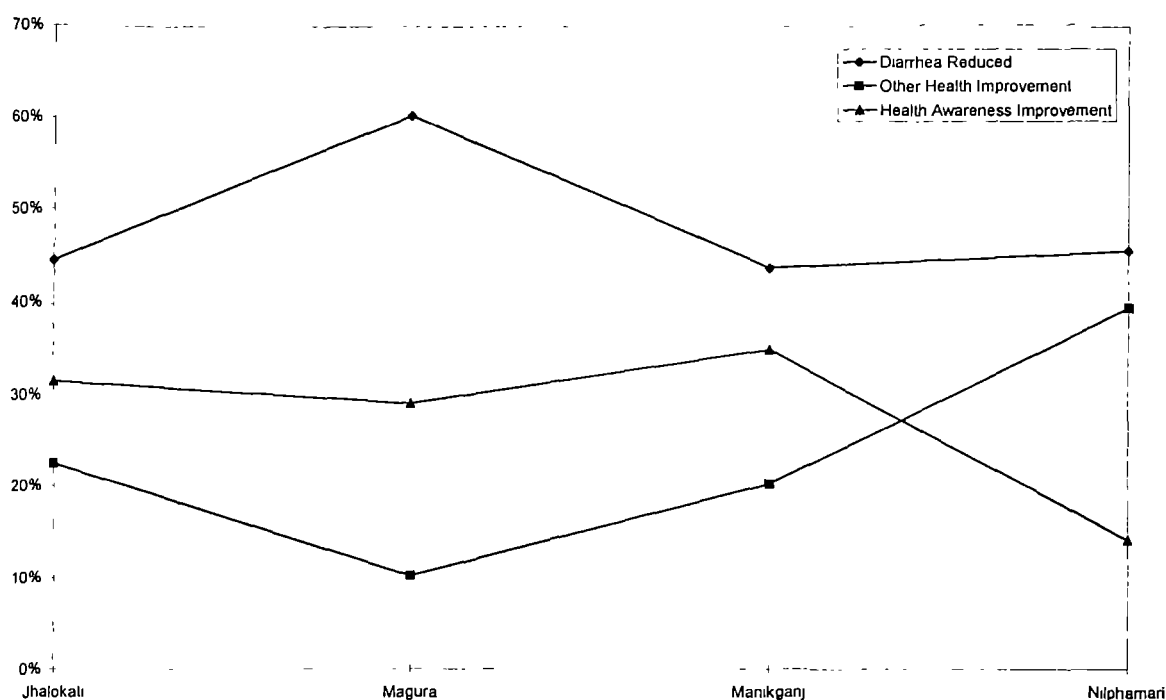 70%
Diarrhea Reduced
Other Health Improvement
Health Awareness Improvement
60%
50%
40%
30%
20%
10%
0%
Jhalokati Magura Manikganj Nilphamari